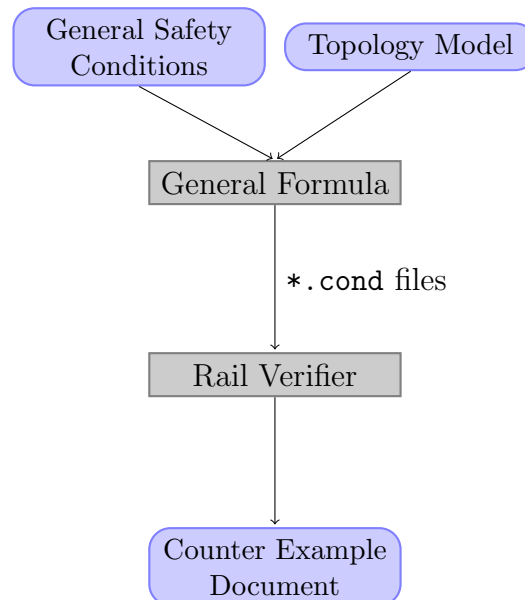 General Safety
Conditions
Topology Model
General Formula
*.cond files
Rail Verifier
Counter Example
Document